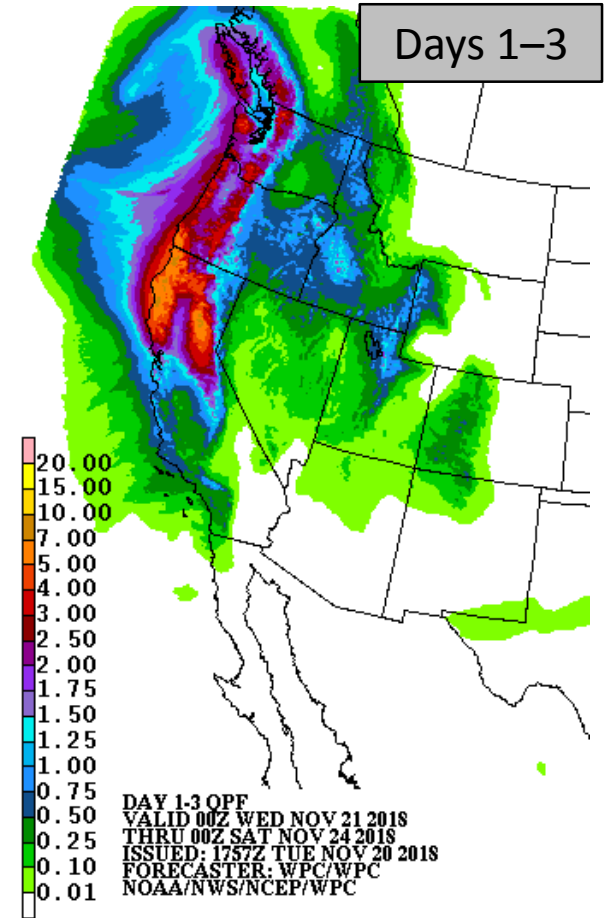 Days 1–3
20.00
15.00
10.00
7.00
5.00
4.00
3.00
2.50
2.00
1.75
1.50
1.25
1.00
0.75
0.50
0.25
0.10
0.01
DAY 1-3 QPF
VALID 00Z WED NOV 21 2018
THRU 00Z SAT NOV 24 2018
ISSUED: 1757Z TUE NOV 20 2018
FORECASTER: WPC/WPC
NOAA/NWS/NCEP/WPC